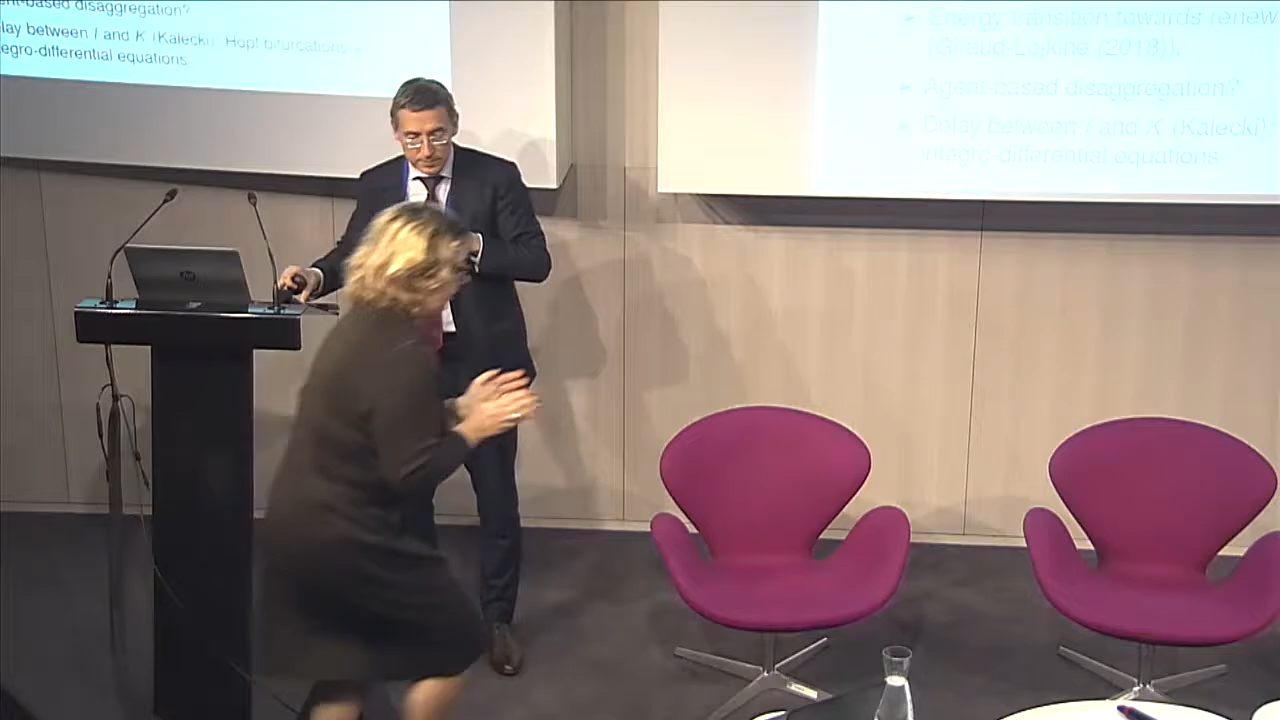 ent-based disaggregation?
lay between I and K (Kalecki): Hopf bifurcations –
egro-differential equations
Energy transition towards renew
(Giraud-Lojkine (2018)).
Agent-based disaggregation?
Delay between I and K (Kalecki):
integro-differential equations
hp